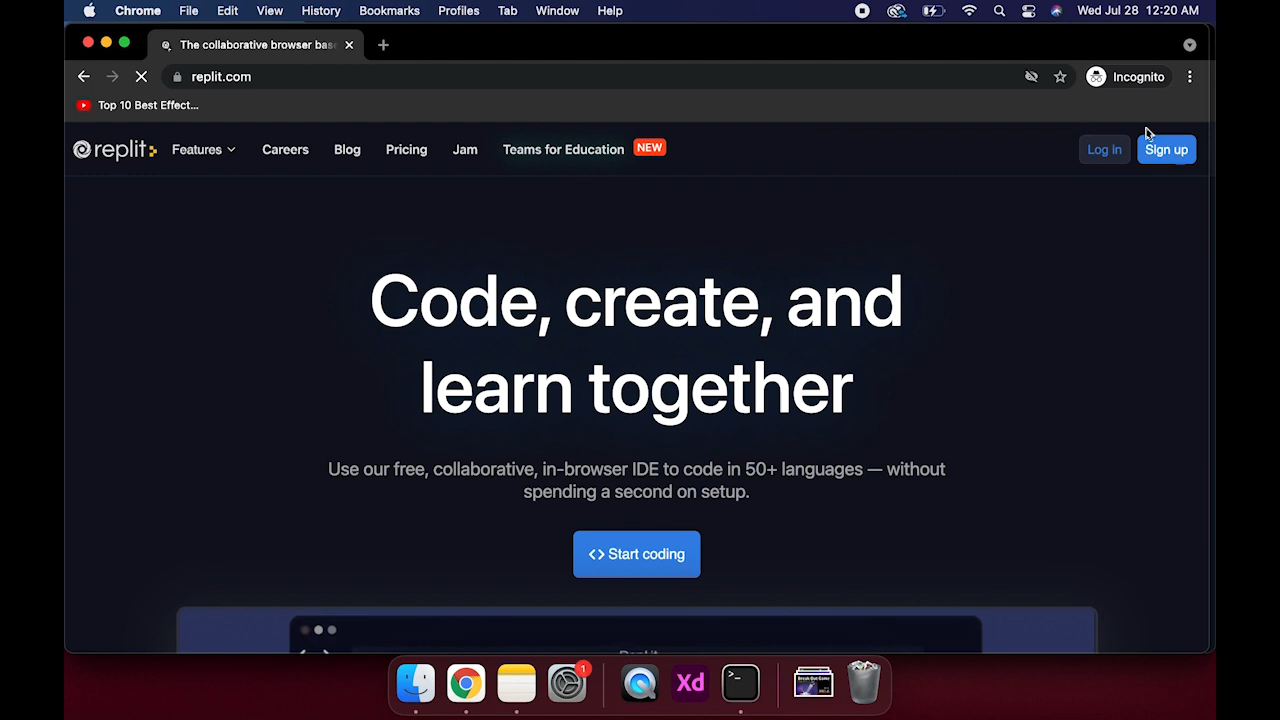 Chrome File Edit View History Bookmarks Profiles Tab Window Help Wed Jul 28 12:20 AM
The collaborative browser bas
replit.com Incognito
Top 10 Best Effect...
replit Features Careers Blog Pricing Jam Teams for Education NEW Log in Sign up
Code, create, and
learn together
Use our free, collaborative, in-browser IDE to code in 50+ languages — without
spending a second on setup.
<> Start coding
1
Xd
>_